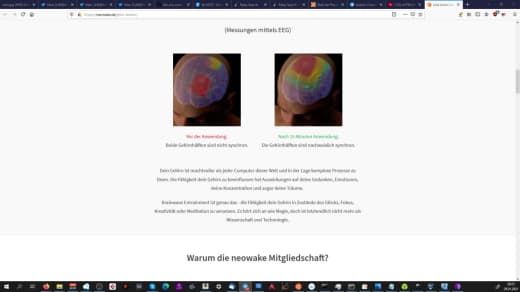 (Messungen mittels EEG)
Vor der Anwendung:
Beide Gehirnhälften sind nicht synchron.
Nach 15 Minuten Anwendung:
Die Gehirnhälften sind nachweislich synchron.
Dein Gehirn ist machtvoller als jeder Computer dieser Welt und in der Lage komplexe Prozesse zu
lösen. Die Fähigkeit dein Gehirn zu beeinflussen hat Auswirkungen auf deine Gedanken, Emotionen,
deine Konzentration und sogar deine Träume.
Brainwave Entrainment ist genau das - die Fähigkeit dein Gehirn in Zustände des Glücks, Fokus,
Kreativität oder Meditation zu versetzen. Es hört sich an wie Magie, doch ist letztendlich nicht mehr als
Wissenschaft und Technologie.
Warum die neowake Mitgliedschaft?